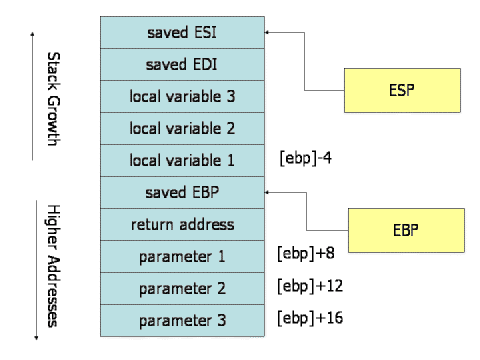 Stack Growth
Higher Addresses
saved ESI
saved EDI
local variable 3
local variable 2
local variable 1
saved EBP
return address
parameter 1
parameter 2
parameter 3
[ebp]-4
[ebp]+8
[ebp]+12
[ebp]+16
ESP
EBP